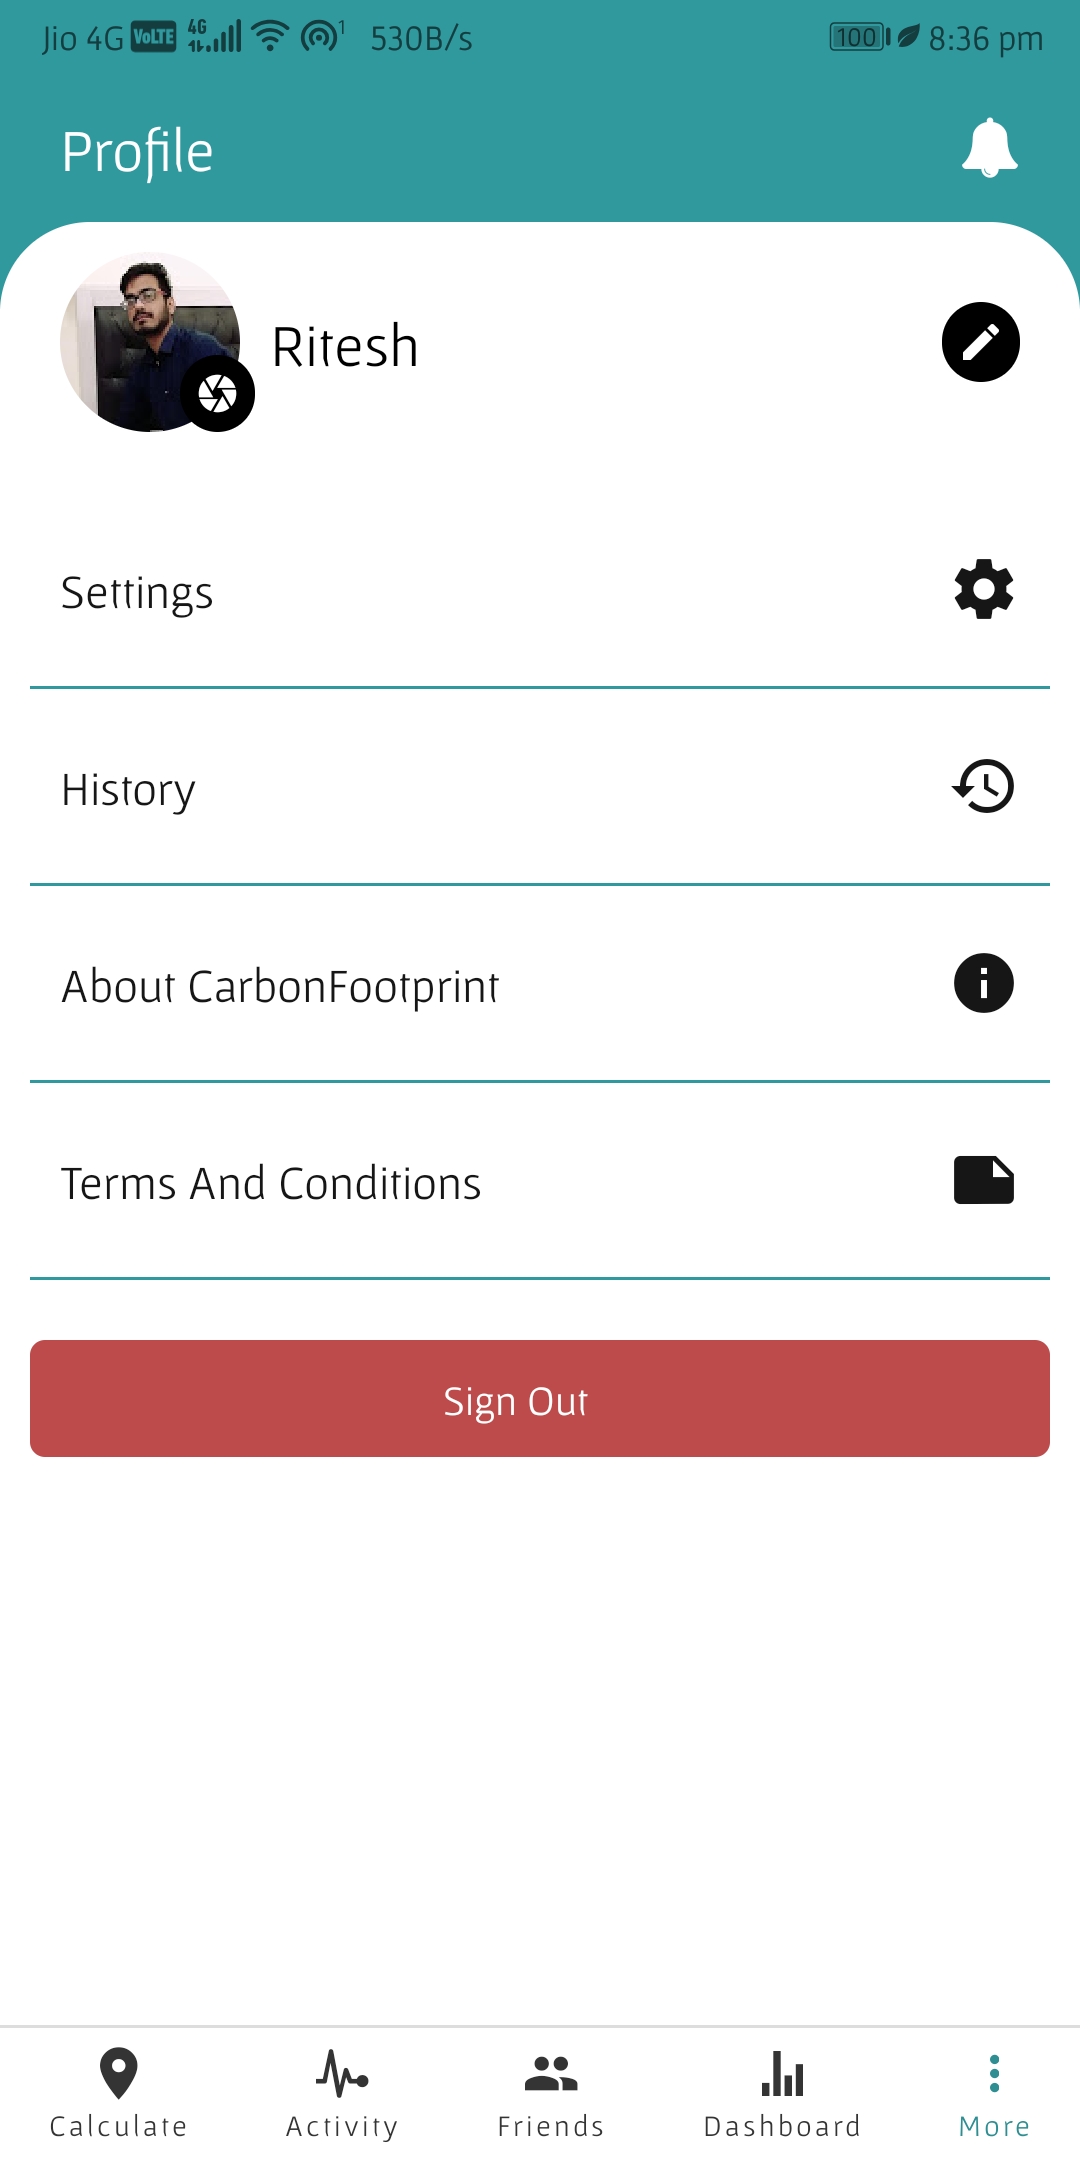 Jio 4G VoLTE 4G 1 530B/s 100 8:36 pm
Profile
Ritesh
Settings
History
About CarbonFootprint
Terms And Conditions
Sign Out
Calculate Activity Friends Dashboard More